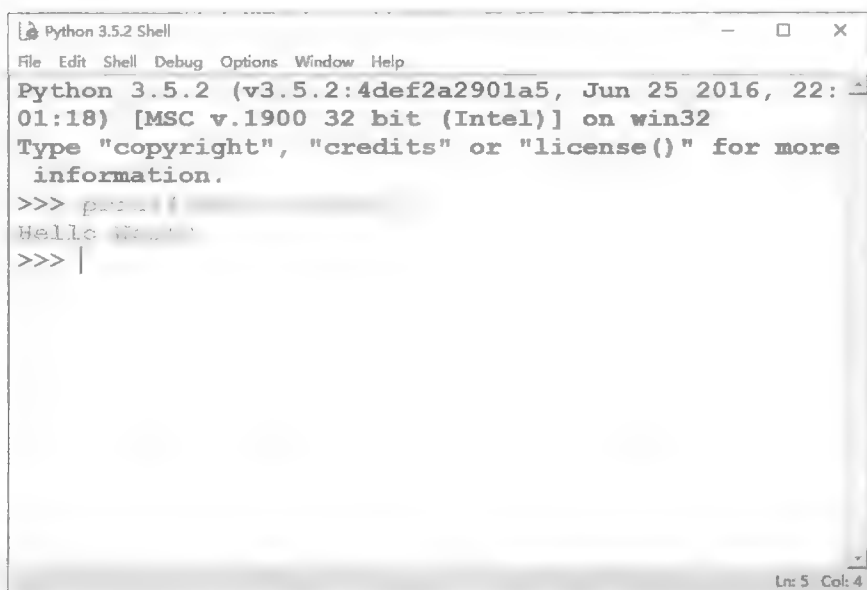 Python 3.5.2 Shell
File Edit Shell Debug Options Window Help
Python 3.5.2 (v3.5.2:4def2a2901a5, Jun 25 2016, 22:
01:18) [MSC v.1900 32 bit (Intel)] on win32
Type "copyright", "credits" or "license()" for more
information.
>>>
Hello
>>>
Ln: 5 Col: 4